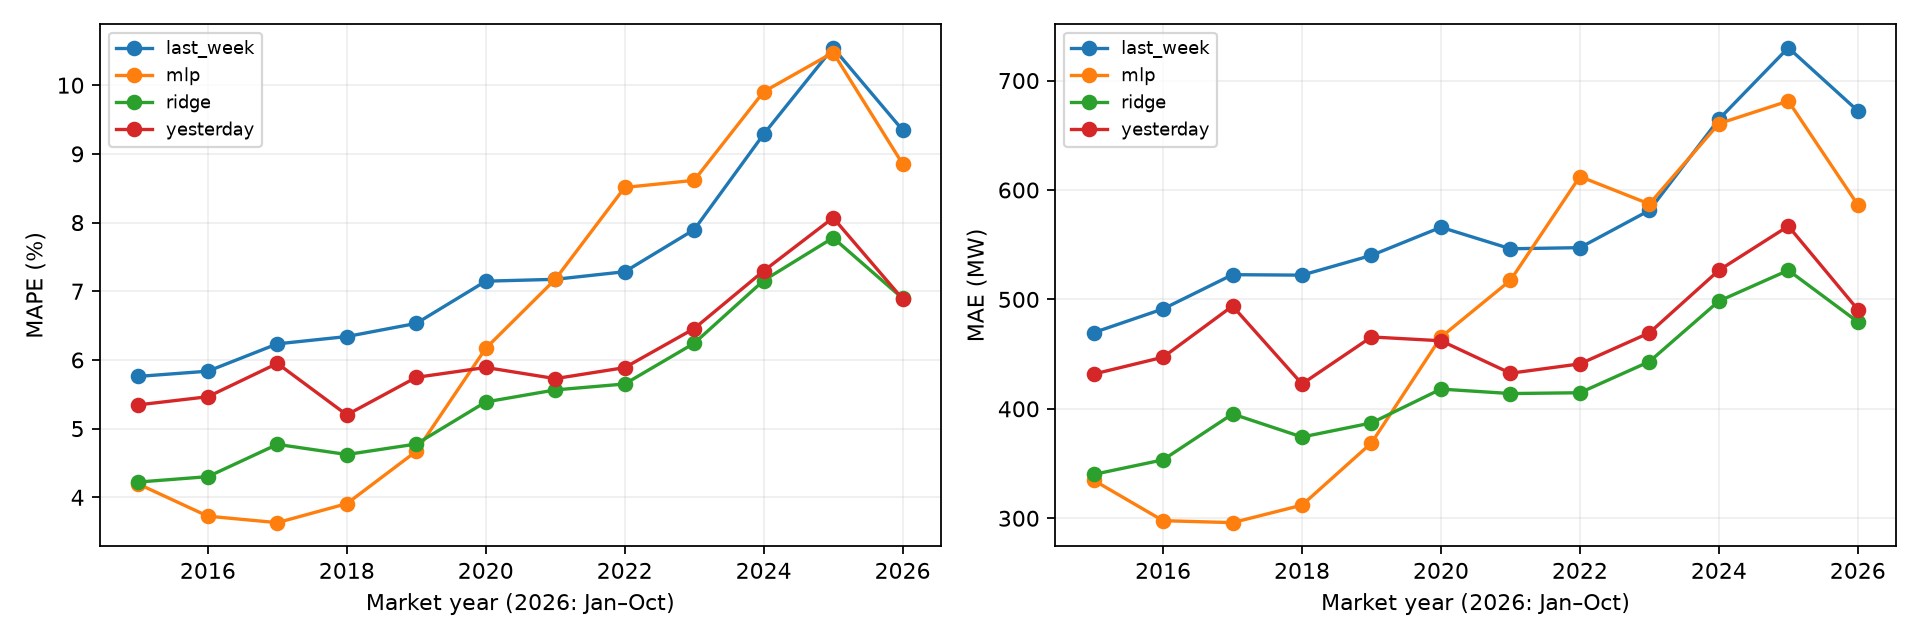 last_week
mlp
ridge
yesterday
10
9
8
7
6
5
4
MAPE (%)
2016 2018 2020 2022 2024 2026
Market year (2026: Jan–Oct)
last_week
mlp
ridge
yesterday
700
600
500
400
300
MAE (MW)
2016 2018 2020 2022 2024 2026
Market year (2026: Jan–Oct)